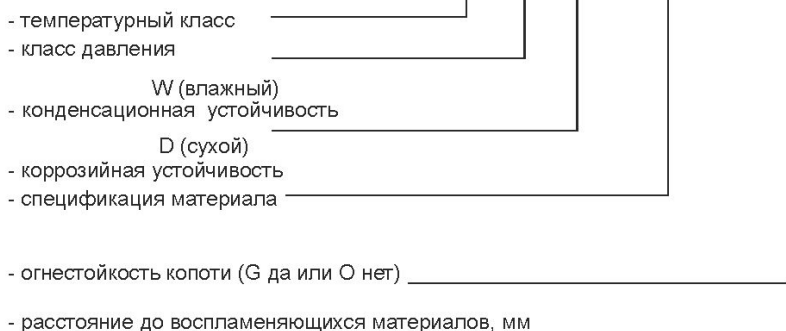 - температурный класс
- класс давления
W (влажный)
- конденсационная устойчивость
D (сухой)
- коррозийная устойчивость
- спецификация материала
- огнестойкость копоти (G да или O нет)
- расстояние до воспламеняющихся материалов, мм